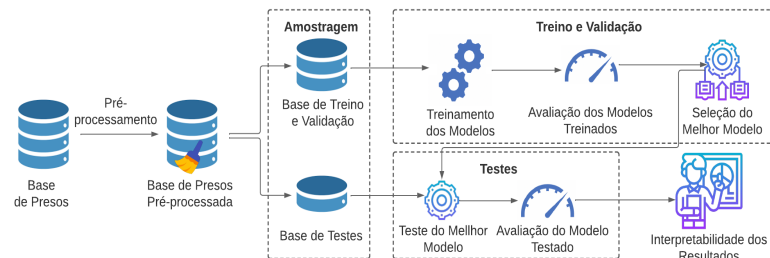 Amostragem
Treino e Validação
Pré-
processamento
Base
de Presos
Base de Presos
Pré-processada
Base de Treino
e Validação
Treinamento
dos Modelos
Avaliação dos Modelos
Treinados
Seleção do
Melhor Modelo
Testes
Base de Testes
Teste do Mellhor
Modelo
Avaliação do Modelo
Testado
Interpretabilidade dos
Resultados